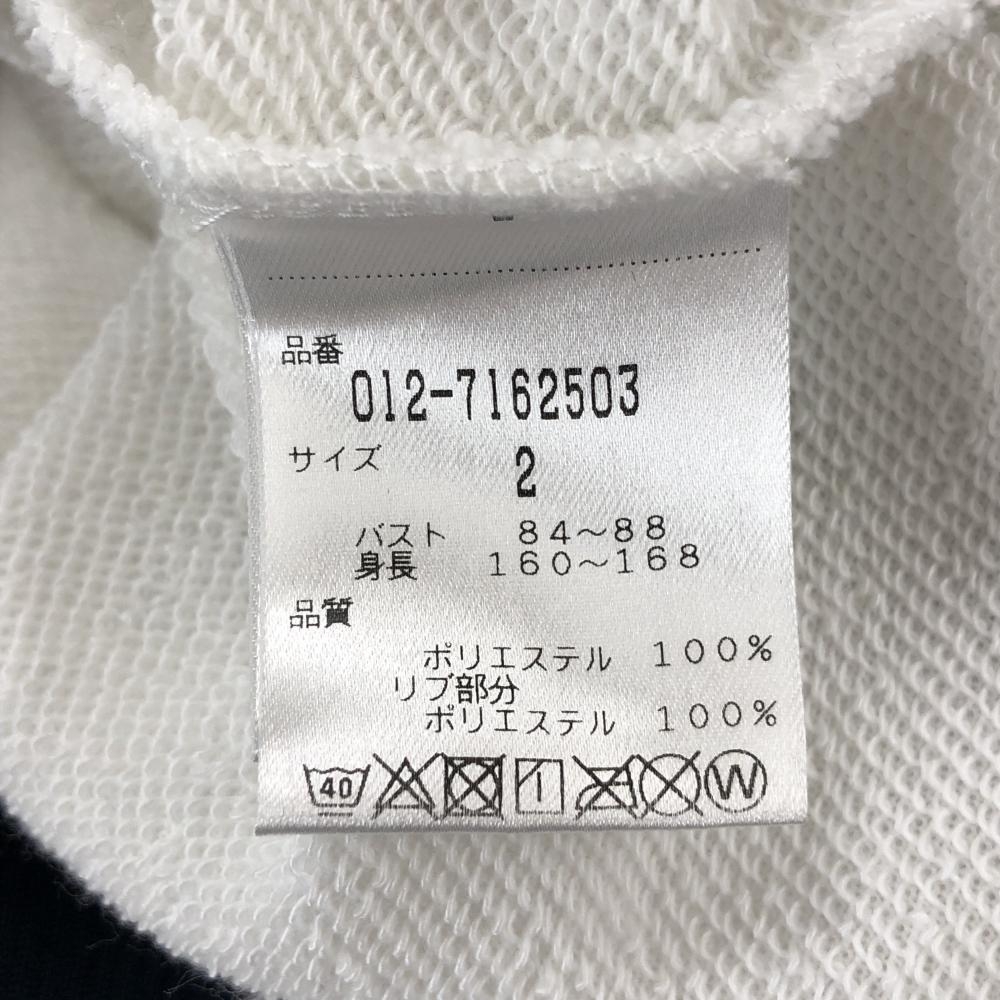 品番
012-7162503
サイズ 2
バスト 84～88
身長 160～168
品質
ポリエステル 100%
リブ部分
ポリエステル 100%
40 W